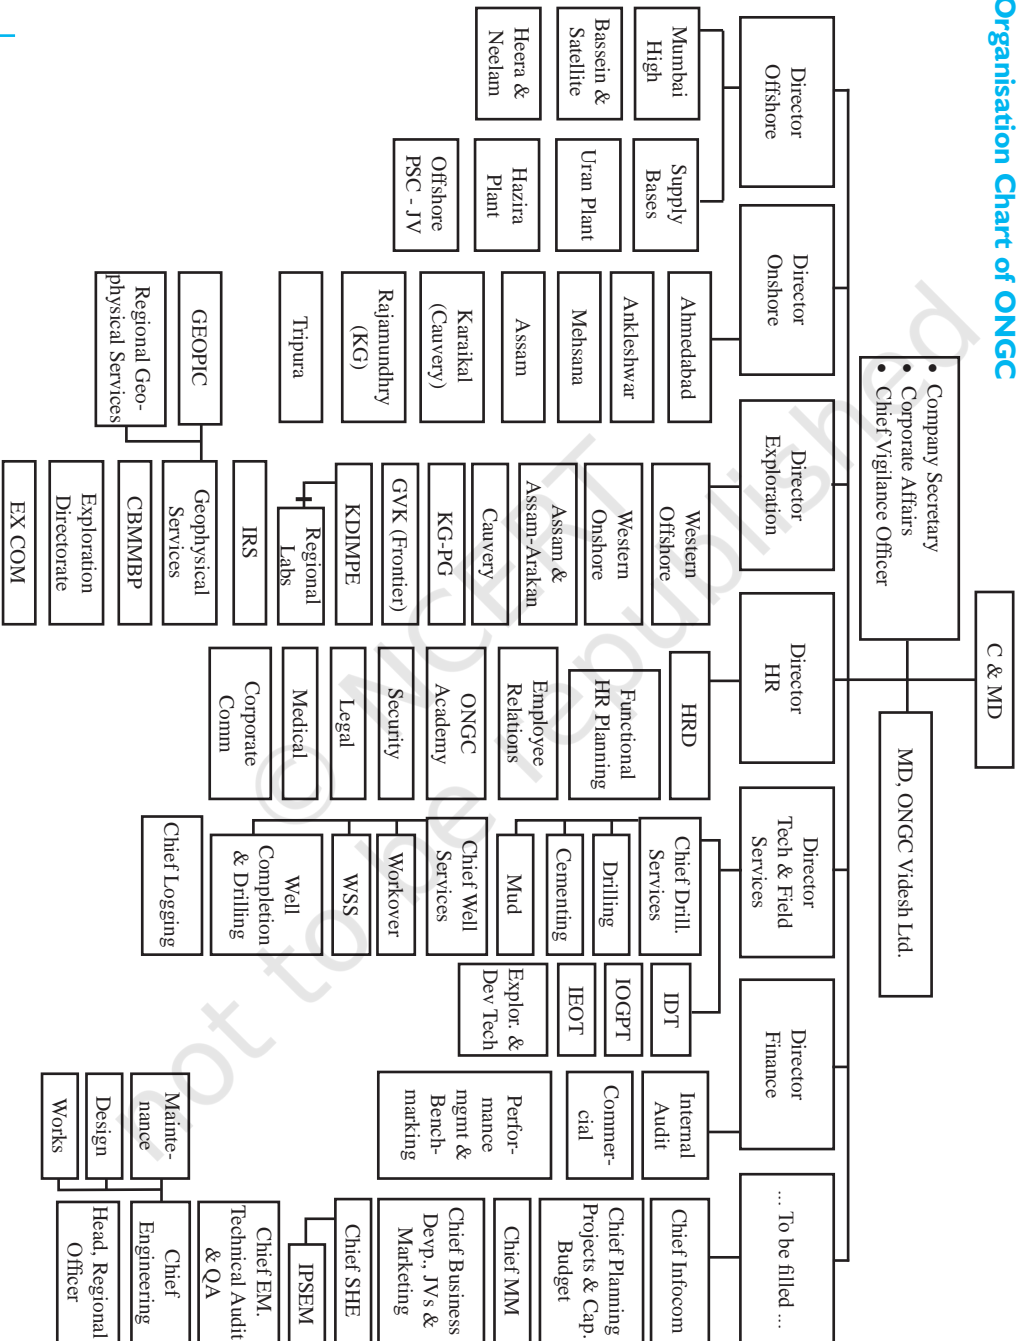 Organisation Chart of ONGC
C & MD
• Company Secretary
• Corporate Affairs
• Chief Vigilance Officer
MD, ONGC Videsh Ltd.
Director
Offshore
Mumbai
High
Bassein &
Satellite
Heera &
Neelam
Supply
Bases
Uran Plant
Hazira
Plant
Offshore
PSC - JV
Director
Onshore
Ahmedabad
Ankleshwar
Mehsana
Assam
Karaikal
(Cauvery)
Rajamundhry
(KG)
Tripura
Director
Exploration
Western
Offshore
Western
Onshore
Assam &
Assam-Arakan
Cauvery
KG-PG
GVK (Frontier)
KDIMPE
Regional
Labs
IRS
Geophysical
Services
GEOPIC
Regional Geo-
physical Services
CBMMBP
Exploration
Directorate
EX COM
Director
HR
HRD
Functional
HR Planning
Employee
Relations
ONGC
Academy
Security
Legal
Medical
Corporate
Comm
Director
Tech & Field
Services
Chief Drill.
Services
Drilling
Cementing
Mud
Chief Well
Services
Workover
WSS
Well
Completion
& Drilling
Chief Logging
IDT
IOGPT
IEOT
Explor. &
Dev Tech
Director
Finance
Internal
Audit
Commer-
cial
Perfor-
mance
mgmt &
Bench-
marking
... To be filled ...
Chief Infocom
Chief Planning
Projects & Cap.
Budget
Chief MM
Chief Business
Devp., JVs &
Marketing
Chief SHE
IPSEM
Chief EM.
Technical Audit
& QA
Chief
Engineering
Mainte-
nance
Design
Works
Head, Regional
Officer
© NCERT
not to be republished